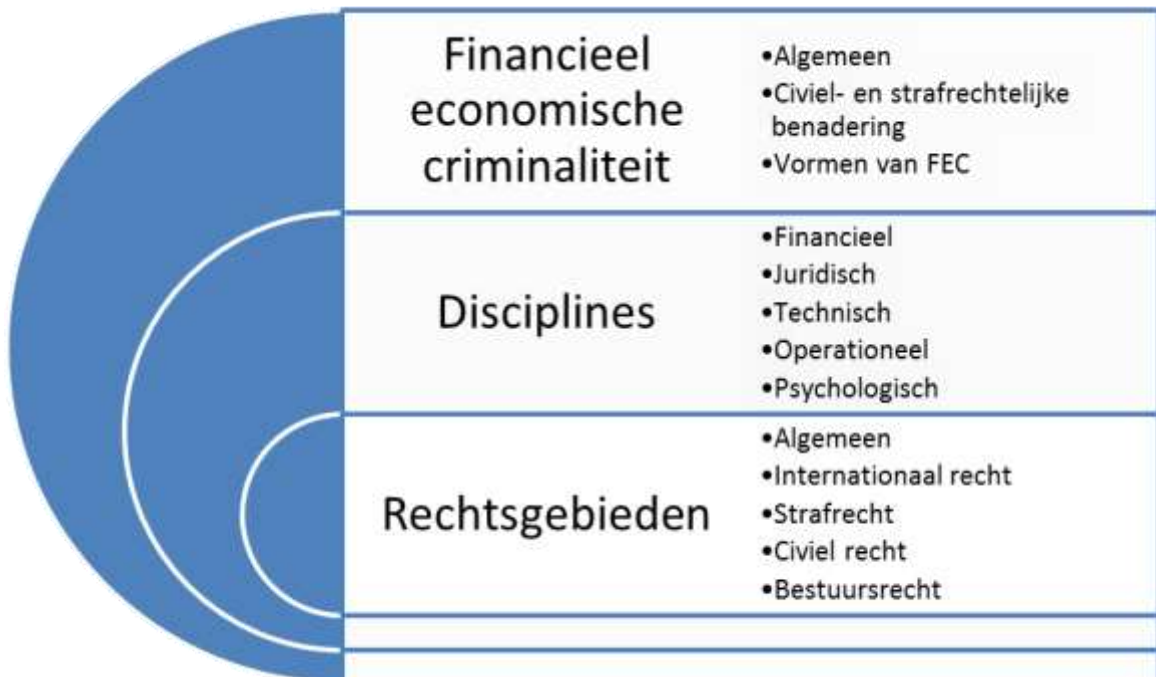 Financieel
economische
criminaliteit
•Algemeen
•Civiel- en strafrechtelijke
benadering
•Vormen van FEC
Disciplines
•Financieel
•Juridisch
•Technisch
•Operationeel
•Psychologisch
Rechtsgebieden
•Algemeen
•Internationaal recht
•Strafrecht
•Civiel recht
•Bestuursrecht